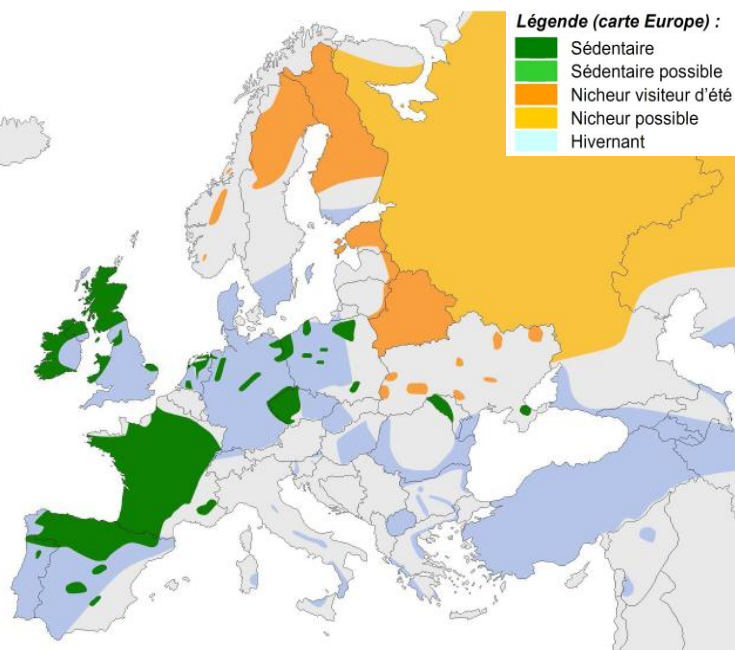 Légende (carte Europe) :
Sédentaire
Sédentaire possible
Nicheur visiteur d'été
Nicheur possible
Hivernant